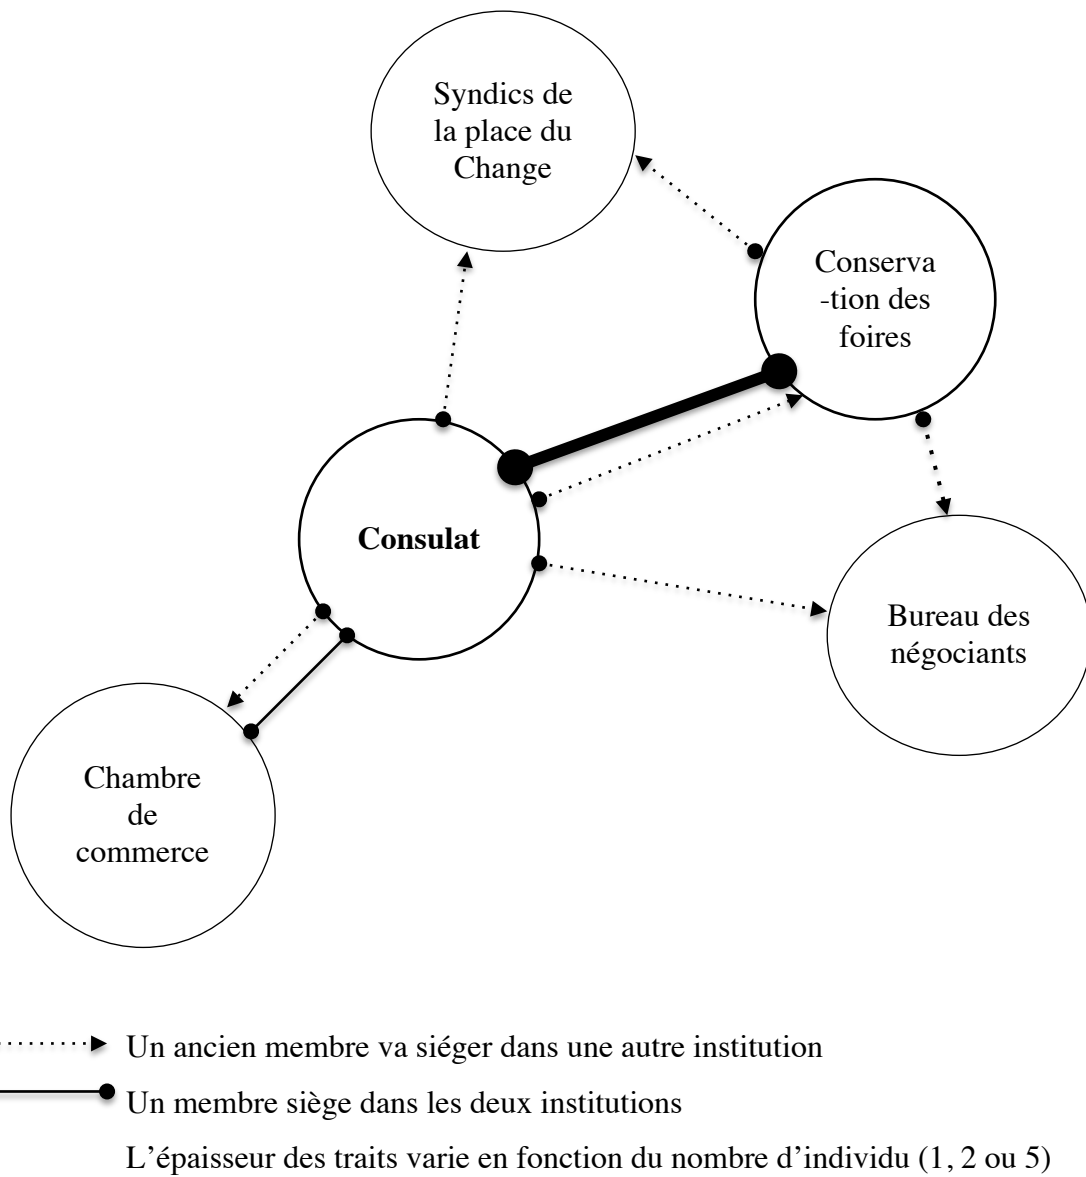 Syndics de
la place du
Change
Conserva
-tion des
foires
Consulat
Bureau des
négociants
Chambre
de
commerce
Un ancien membre va siéger dans une autre institution
Un membre siège dans les deux institutions
L’épaisseur des traits varie en fonction du nombre d’individu (1, 2 ou 5)